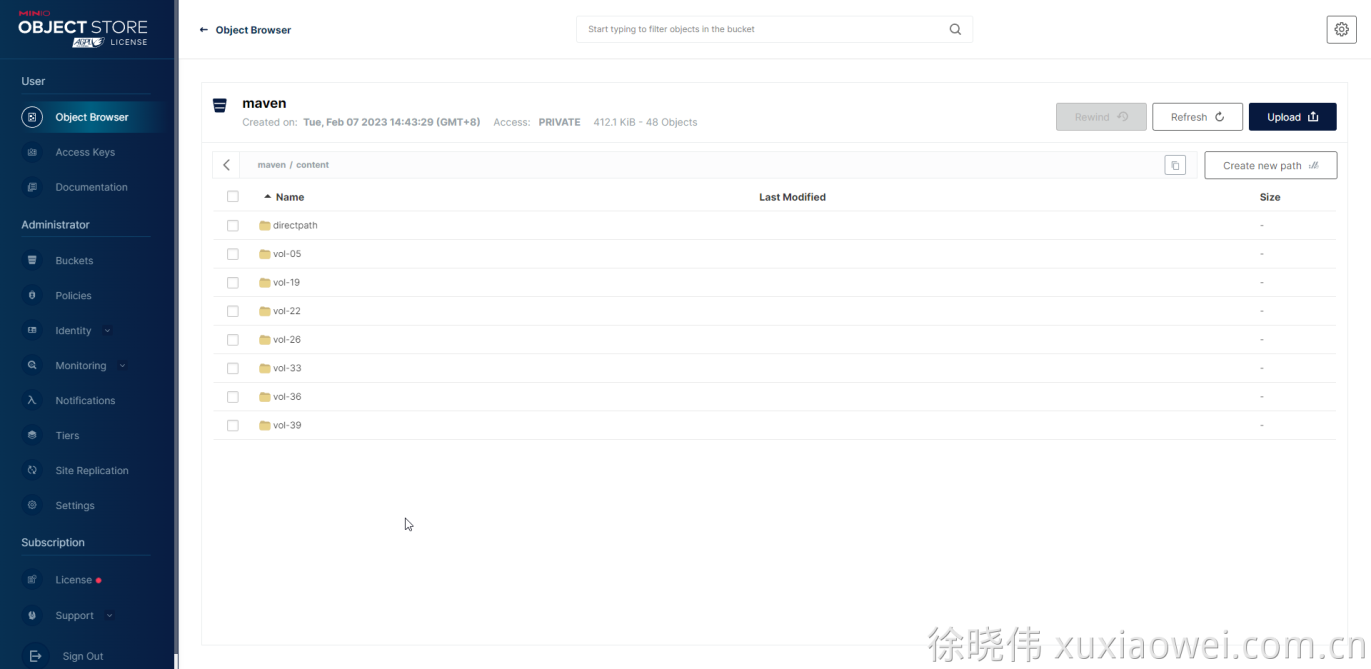 MINIO
OBJECT STORE
AGPL LICENSE
User
Object Browser
Access Keys
Documentation
Administrator
Buckets
Policies
Identity
Monitoring
Notifications
Tiers
Site Replication
Settings
Subscription
License
Support
Sign Out
Object Browser
Start typing to filter objects in the bucket
maven
Created on: Tue, Feb 07 2023 14:43:29 (GMT+8) Access: PRIVATE 412.1 KiB - 48 Objects
Rewind
Refresh
Upload
maven / content
Create new path
Name Last Modified Size
directpath -
vol-05 -
vol-19 -
vol-22 -
vol-26 -
vol-33 -
vol-36 -
vol-39 -
徐晓伟 xuxiaowei.com.cn